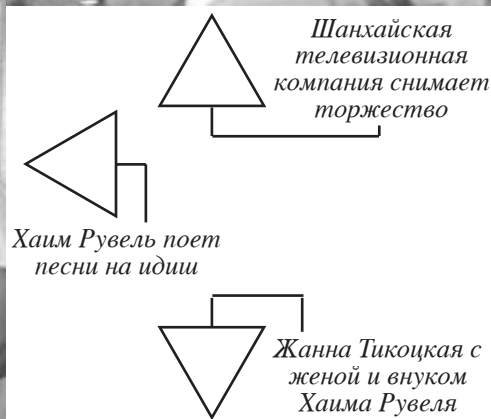 Шанхайская
телевизионная
компания снимает
торжество
Хаим Рувель поет
песни на идиш
Жанна Тикоцкая с
женой и внуком
Хаима Рувеля